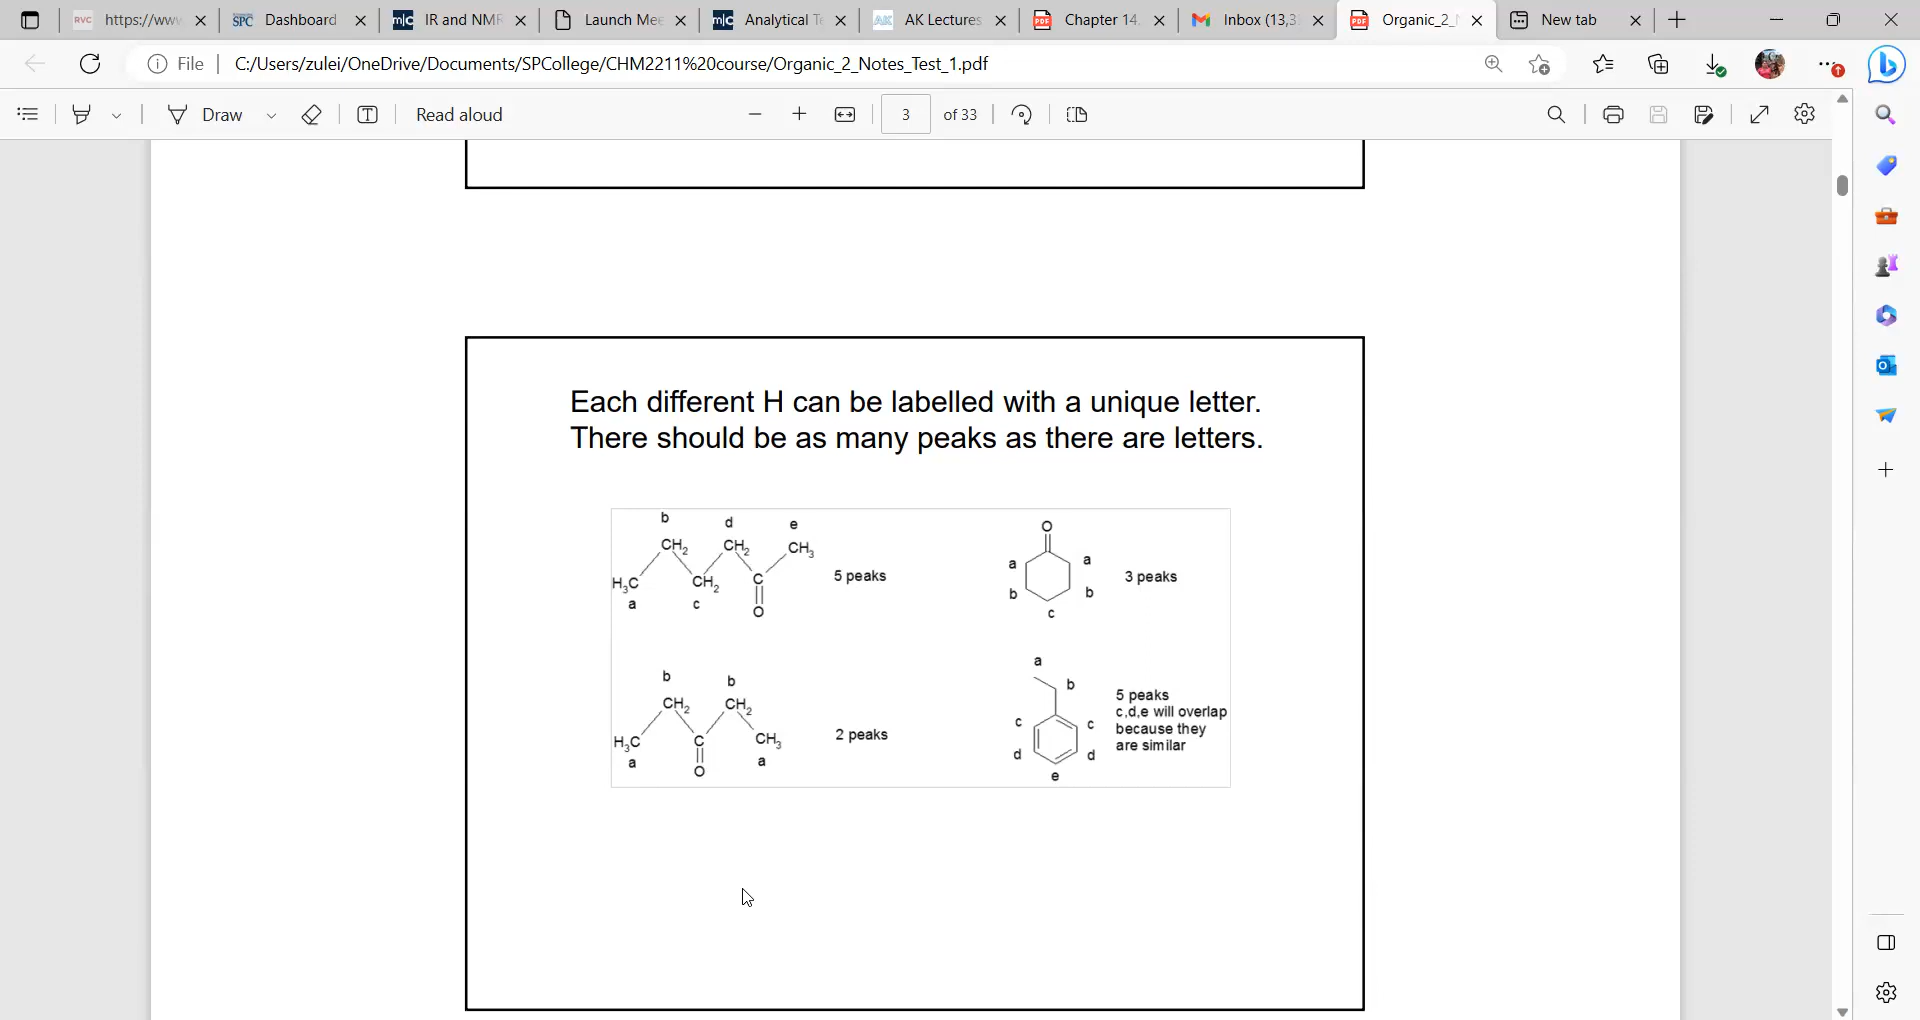 https://www
Dashboard
IR and NMR
Launch Mee
Analytical Te
AK Lectures
Chapter 14.
Inbox (13,3
Organic_2_N
New tab
File
C:/Users/zulei/OneDrive/Documents/SPCollege/CHM2211%20course/Organic_2_Notes_Test_1.pdf
Draw
Read aloud
3
of 33
Each different H can be labelled with a unique letter.
There should be as many peaks as there are letters.
b d e
CH2 CH2 CH3
H3C CH2 C
a c O
5 peaks
O
a a
b b
c
3 peaks
b b
CH2 CH2
H3C C CH3
a O a
2 peaks
a
b
c c
d d
e
5 peaks
c,d,e will overlap
because they
are similar